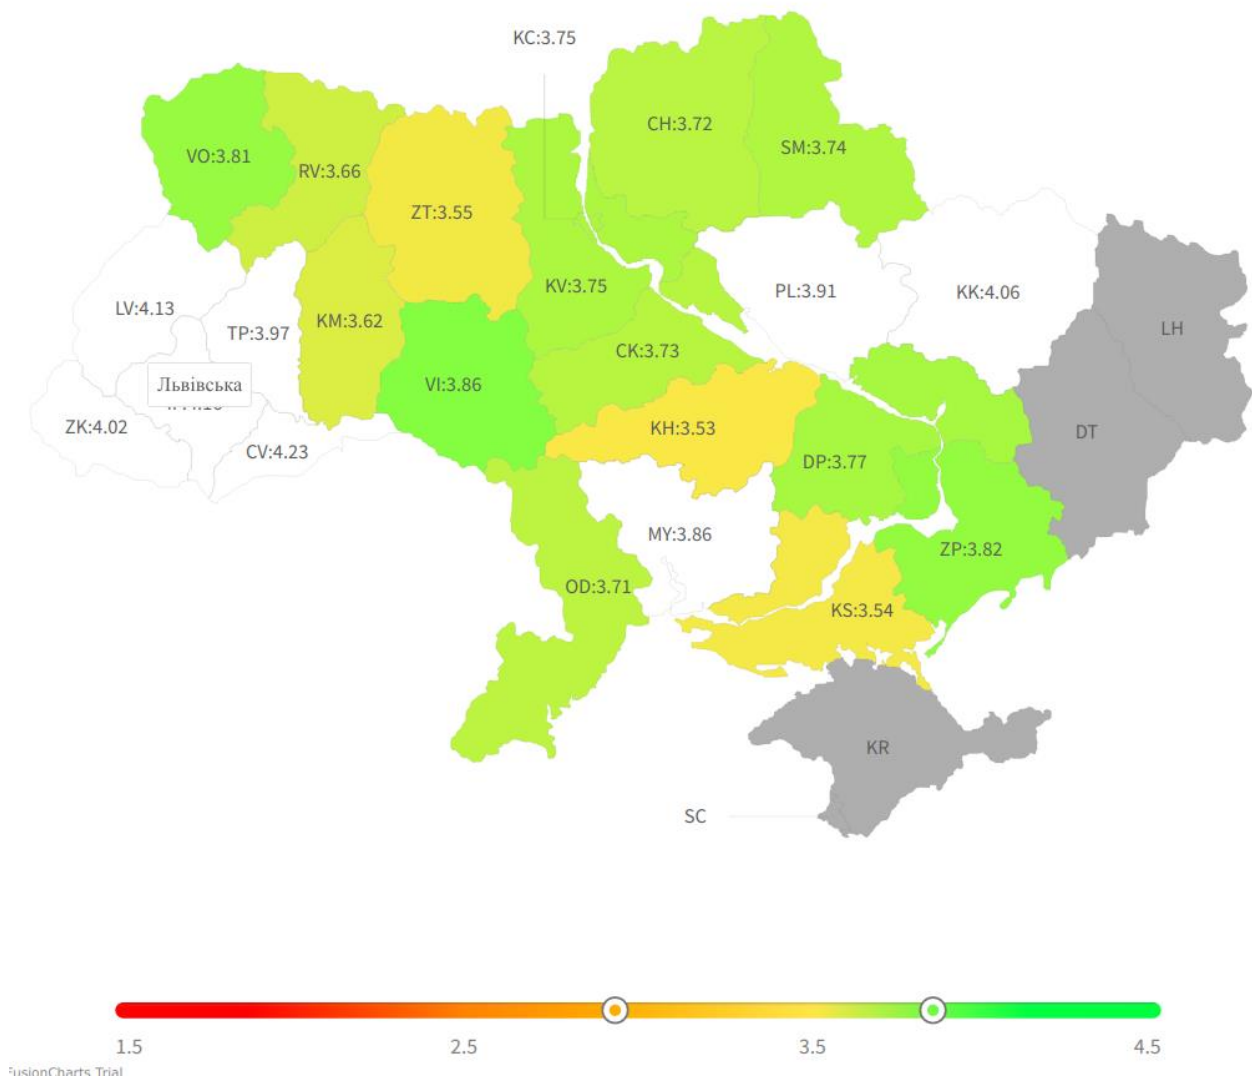 KC:3.75
CH:3.72
SM:3.74
VO:3.81
RV:3.66
ZT:3.55
KV:3.75
PL:3.91
KK:4.06
LV:4.13
TP:3.97
KM:3.62
LH
CK:3.73
VI:3.86
Львівська
ZK:4.02
CV:4.23
KH:3.53
DT
DP:3.77
MY:3.86
ZP:3.82
OD:3.71
KS:3.54
KR
SC
1.5
2.5
3.5
4.5
FusionCharts Trial